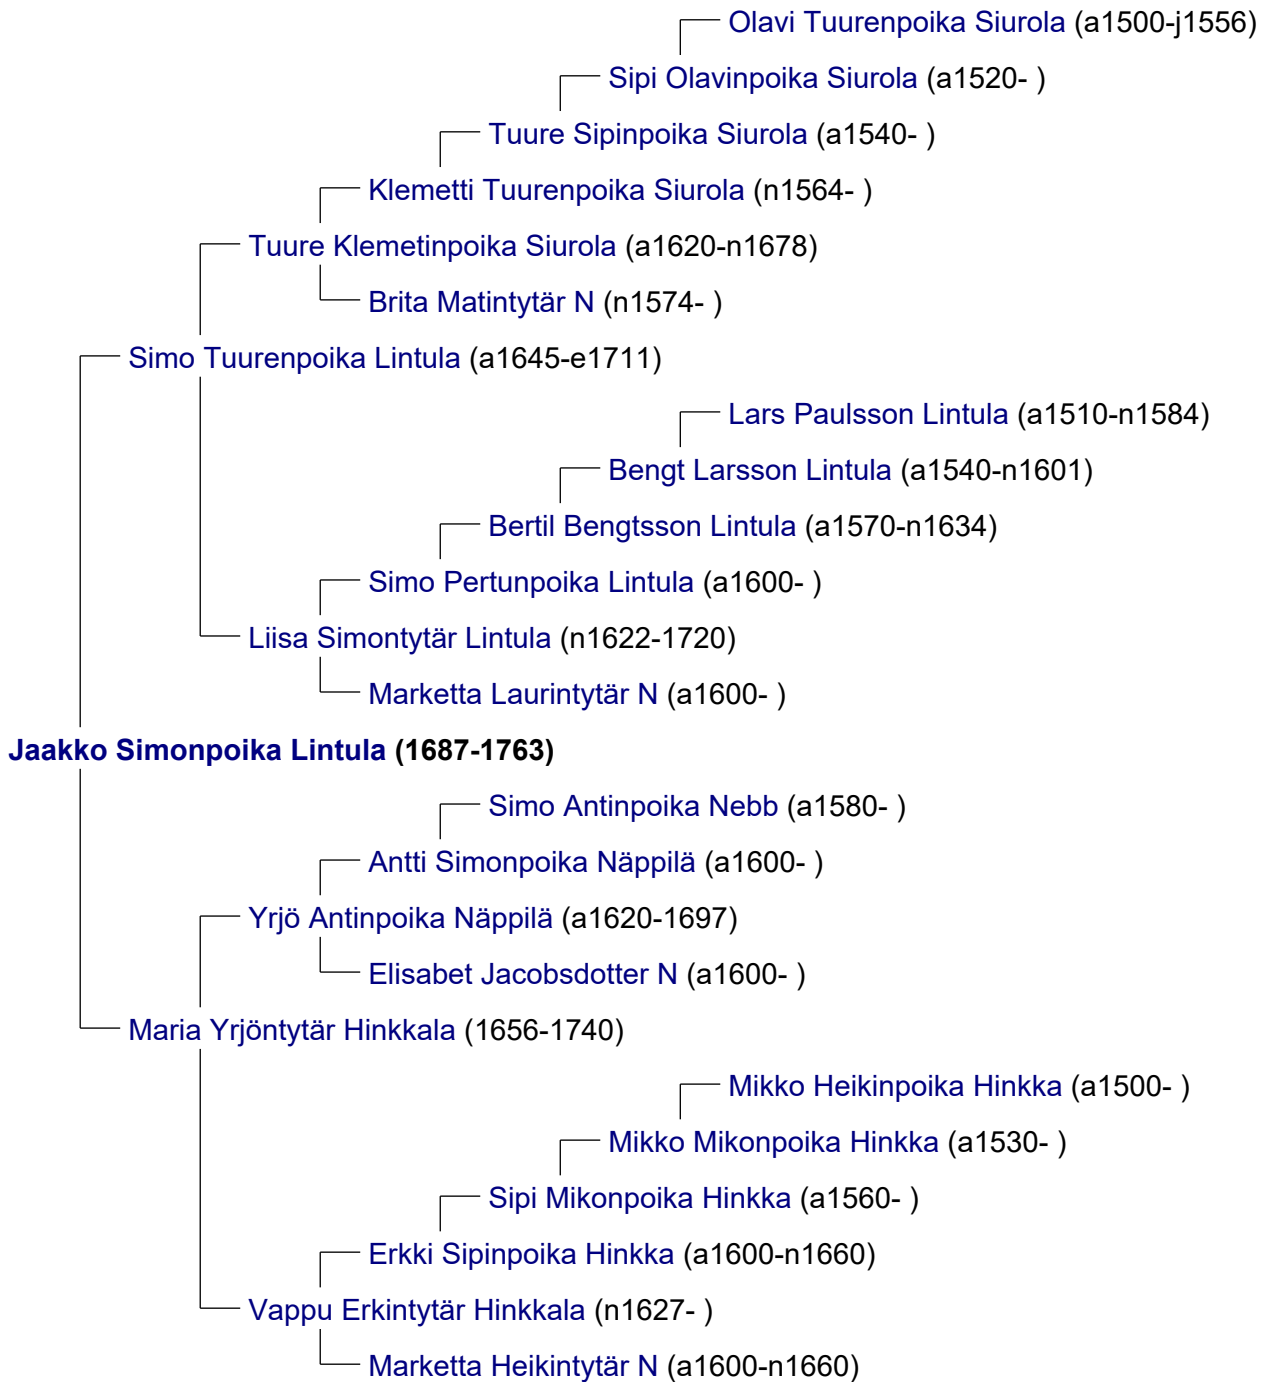 Olavi Tuurenpoika Siurola (a1500-j1556)
Sipi Olavinpoika Siurola (a1520- )
Tuure Sipinpoika Siurola (a1540- )
Klemetti Tuurenpoika Siurola (n1564- )
Tuure Klemetinpoika Siurola (a1620-n1678)
Brita Matintytär N (n1574- )
Simo Tuurenpoika Lintula (a1645-e1711)
Lars Paulsson Lintula (a1510-n1584)
Bengt Larsson Lintula (a1540-n1601)
Bertil Bengtsson Lintula (a1570-n1634)
Simo Pertunpoika Lintula (a1600- )
Liisa Simontytär Lintula (n1622-1720)
Marketta Laurintytär N (a1600- )
Jaakko Simonpoika Lintula (1687-1763)
Simo Antinpoika Nebb (a1580- )
Antti Simonpoika Näppilä (a1600- )
Yrjö Antinpoika Näppilä (a1620-1697)
Elisabet Jacobsdotter N (a1600- )
Maria Yrjöntytär Hinkkala (1656-1740)
Mikko Heikinpoika Hinkka (a1500- )
Mikko Mikonpoika Hinkka (a1530- )
Sipi Mikonpoika Hinkka (a1560- )
Erkki Sipinpoika Hinkka (a1600-n1660)
Vappu Erkintytär Hinkkala (n1627- )
Marketta Heikintytär N (a1600-n1660)